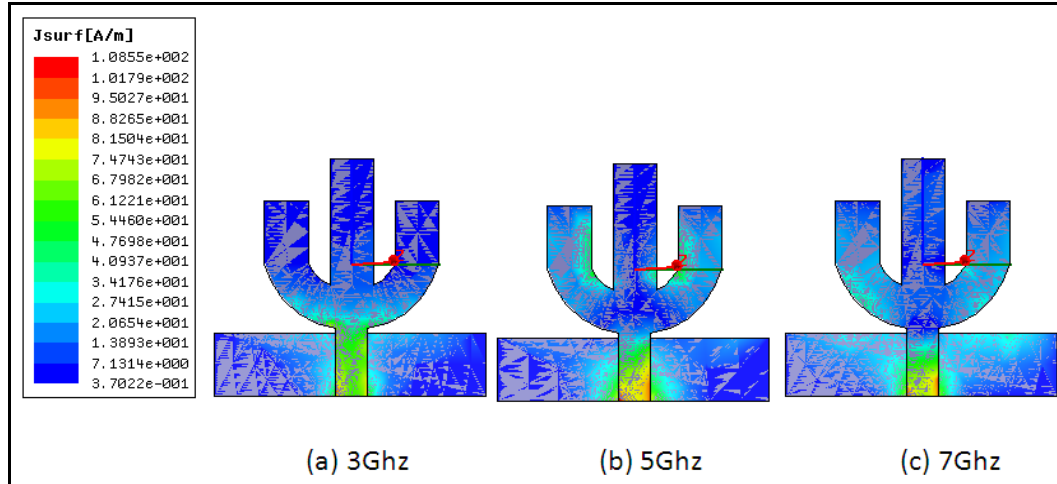 Jsurf[A/m]
1.0855e+002
1.0179e+002
9.5027e+001
8.8265e+001
8.1504e+001
7.4743e+001
6.7982e+001
6.1221e+001
5.4460e+001
4.7698e+001
4.0937e+001
3.4176e+001
2.7415e+001
2.0654e+001
1.3893e+001
7.1314e+000
3.7022e-001
(a) 3Ghz
(b) 5Ghz
(c) 7Ghz